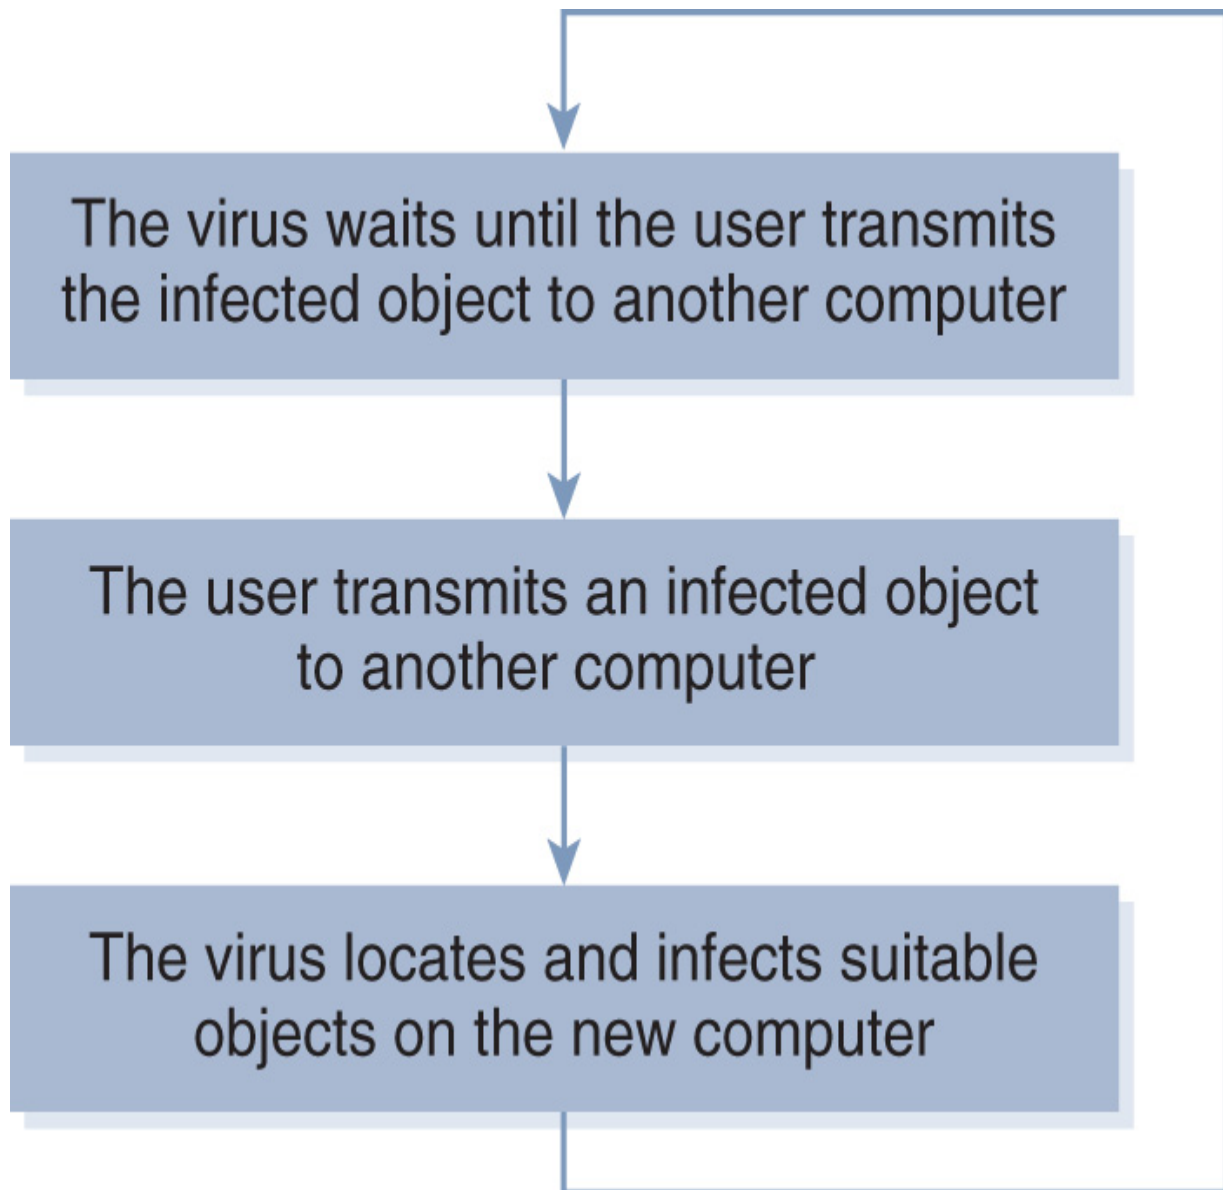 The virus waits until the user transmits
the infected object to another computer
The user transmits an infected object
to another computer
The virus locates and infects suitable
objects on the new computer